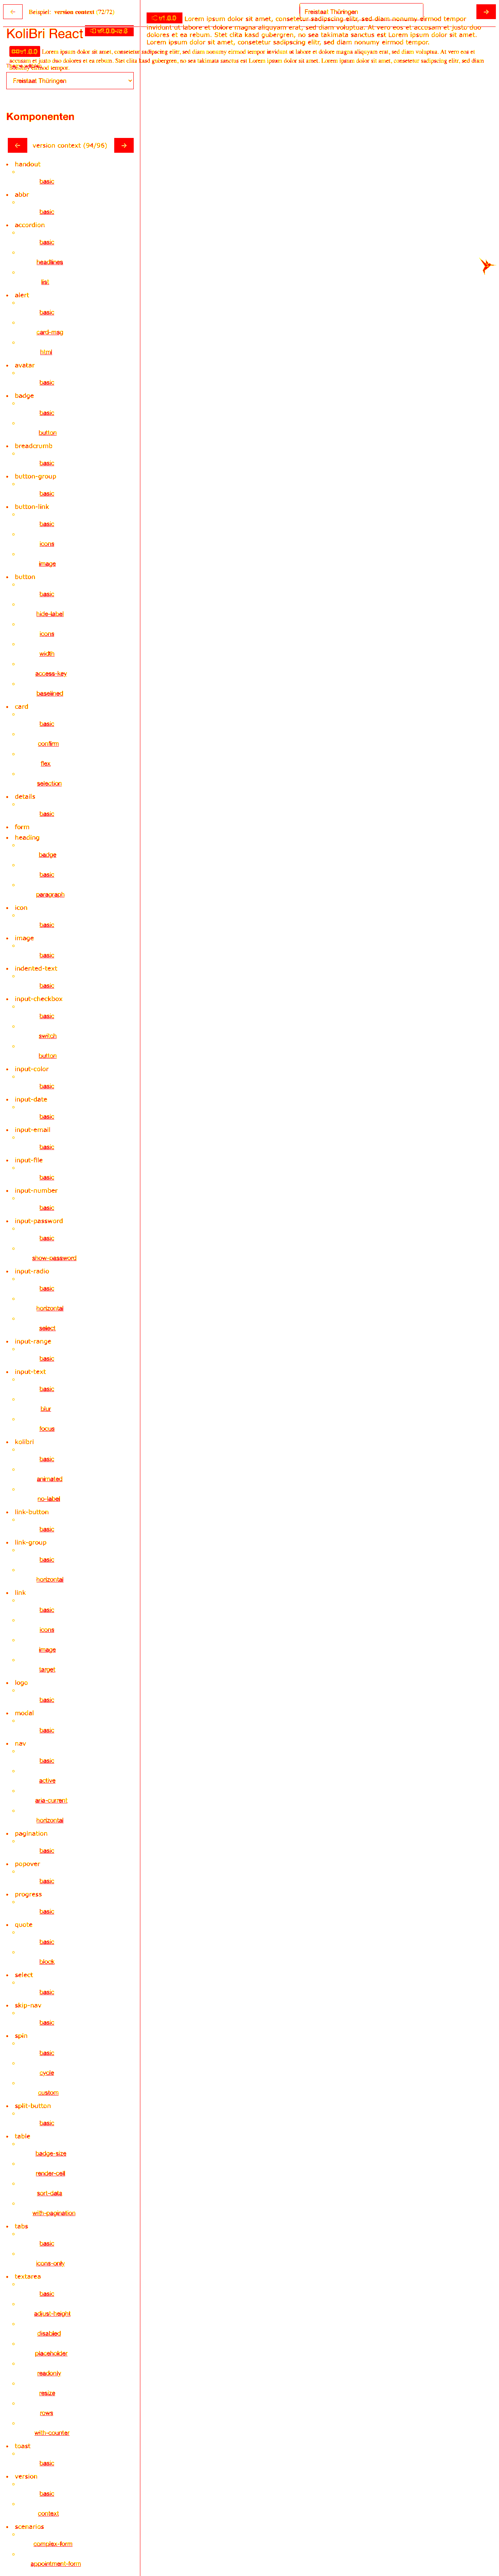 KoliBri React
Beispiel: version context (72/72)
Freistaat Thüringen
v1.0.0 Lorem ipsum dolor sit amet, consetetur sadipscing elitr, sed diam nonumy eirmod tempor
invidunt ut labore et dolore magna aliquyam erat, sed diam voluptua. At vero eos et accusam et justo duo
dolores et ea rebum. Stet clita kasd gubergren, no sea takimata sanctus est Lorem ipsum dolor sit amet.
Lorem ipsum dolor sit amet, consetetur sadipscing elitr, sed diam nonumy eirmod tempor.
Freistaat Thüringen
Komponenten
version context (94/95)
handout
basic
abbr
basic
accordion
basic
headlines
list
alert
basic
card-msg
html
avatar
basic
badge
basic
button
breadcrumb
basic
button-group
basic
button-link
basic
icons
image
button
basic
hide-label
icons
width
access-key
baselined
card
basic
confirm
flex
selection
details
basic
form
heading
badge
basic
paragraph
icon
basic
image
basic
indented-text
basic
input-checkbox
basic
switch
button
input-color
basic
input-date
basic
input-email
basic
input-file
basic
input-number
basic
input-password
basic
show-password
input-radio
basic
horizontal
select
input-range
basic
input-text
basic
blur
focus
kolibri
basic
animated
no-label
link-button
basic
link-group
basic
horizontal
link
basic
icons
image
target
logo
basic
modal
basic
nav
basic
active
aria-current
horizontal
pagination
basic
popover
basic
progress
basic
quote
basic
block
select
basic
skip-nav
basic
spin
basic
cycle
custom
split-button
basic
table
badge-size
render-cell
sort-data
with-pagination
tabs
basic
icons-only
textarea
basic
adjust-height
disabled
placeholder
readonly
resize
rows
with-counter
toast
basic
version
basic
context
scenarios
complex-form
appointment-form